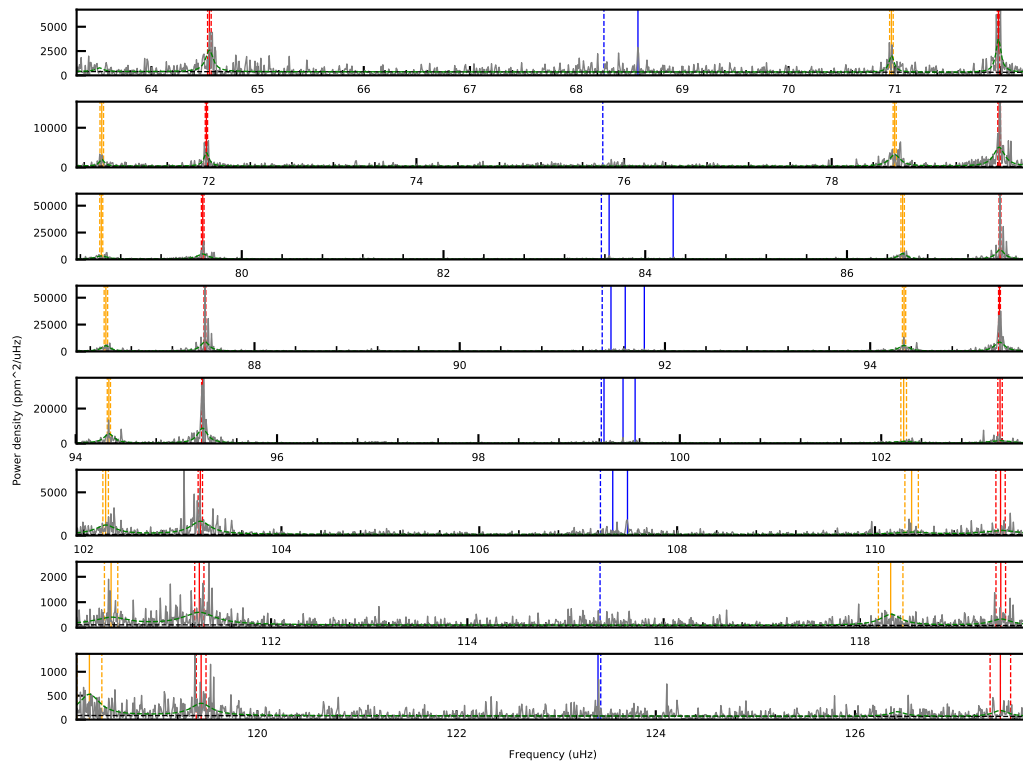 5000
2500
0
64 65 66 67 68 69 70 71 72
10000
0
72 74 76 78
50000
25000
0
80 82 84 86
50000
25000
0
88 90 92 94
20000
0
94 96 98 100 102
5000
0
102 104 106 108 110
2000
1000
0
112 114 116 118
1000
500
0
120 122 124 126
Power density (ppm^2/uHz)
Frequency (uHz)